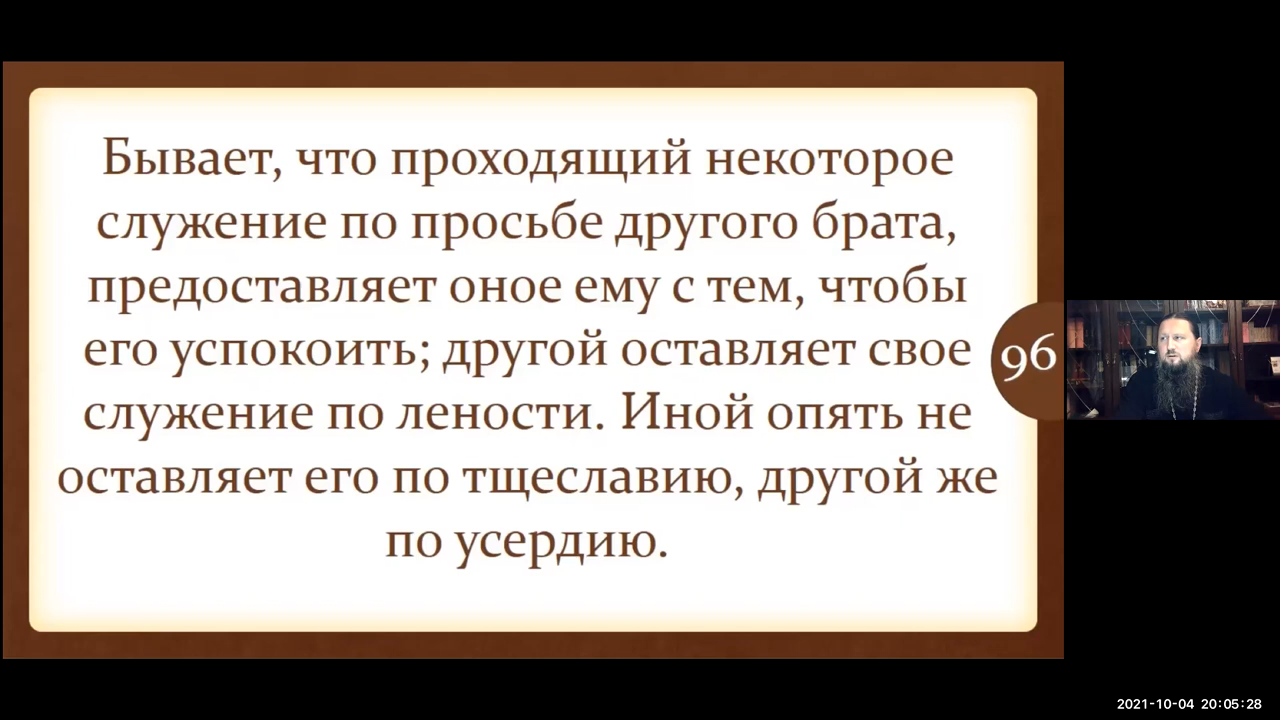 Бывает, что проходящий некоторое
служение по просьбе другого брата,
предоставляет оное ему с тем, чтобы
его успокоить; другой оставляет свое
служение по лености. Иной опять не
оставляет его по тщеславию, другой же
по усердию.
96
2021-10-04 20:05:28